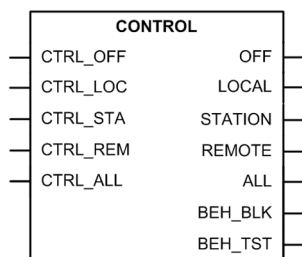 CONTROL
CTRL_OFF OFF
CTRL_LOC LOCAL
CTRL_STA STATION
CTRL_REM REMOTE
CTRL_ALL ALL
BEH_BLK
BEH_TST